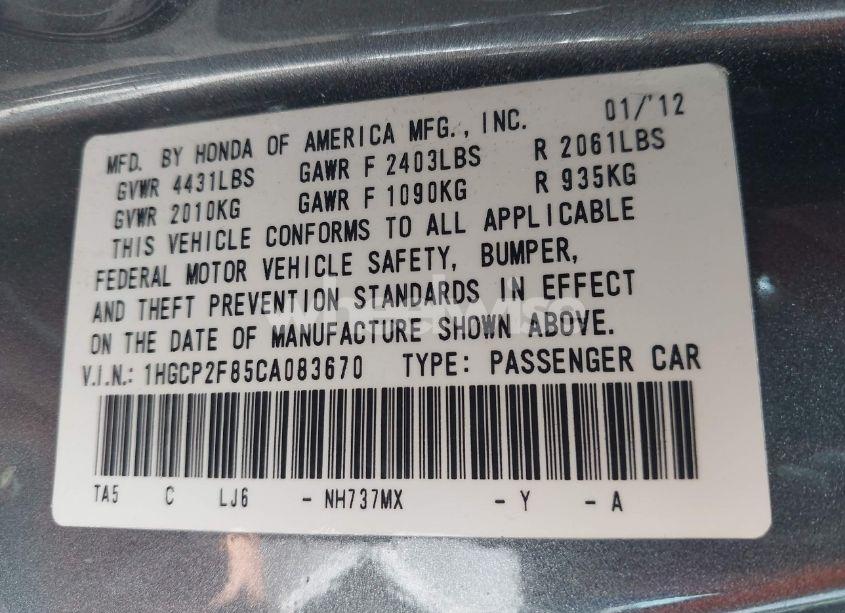 MFD. BY HONDA OF AMERICA MFG., INC. 01/'12
GVWR 4431LBS GAWR F 2403LBS R 2061LBS
GVWR 2010KG GAWR F 1090KG R 935KG
THIS VEHICLE CONFORMS TO ALL APPLICABLE
FEDERAL MOTOR VEHICLE SAFETY, BUMPER,
AND THEFT PREVENTION STANDARDS IN EFFECT
ON THE DATE OF MANUFACTURE SHOWN ABOVE.
V.I.N.: 1HGCP2F85CA083670 TYPE: PASSENGER CAR
TA5 C LJ6 - NH737MX - Y - A